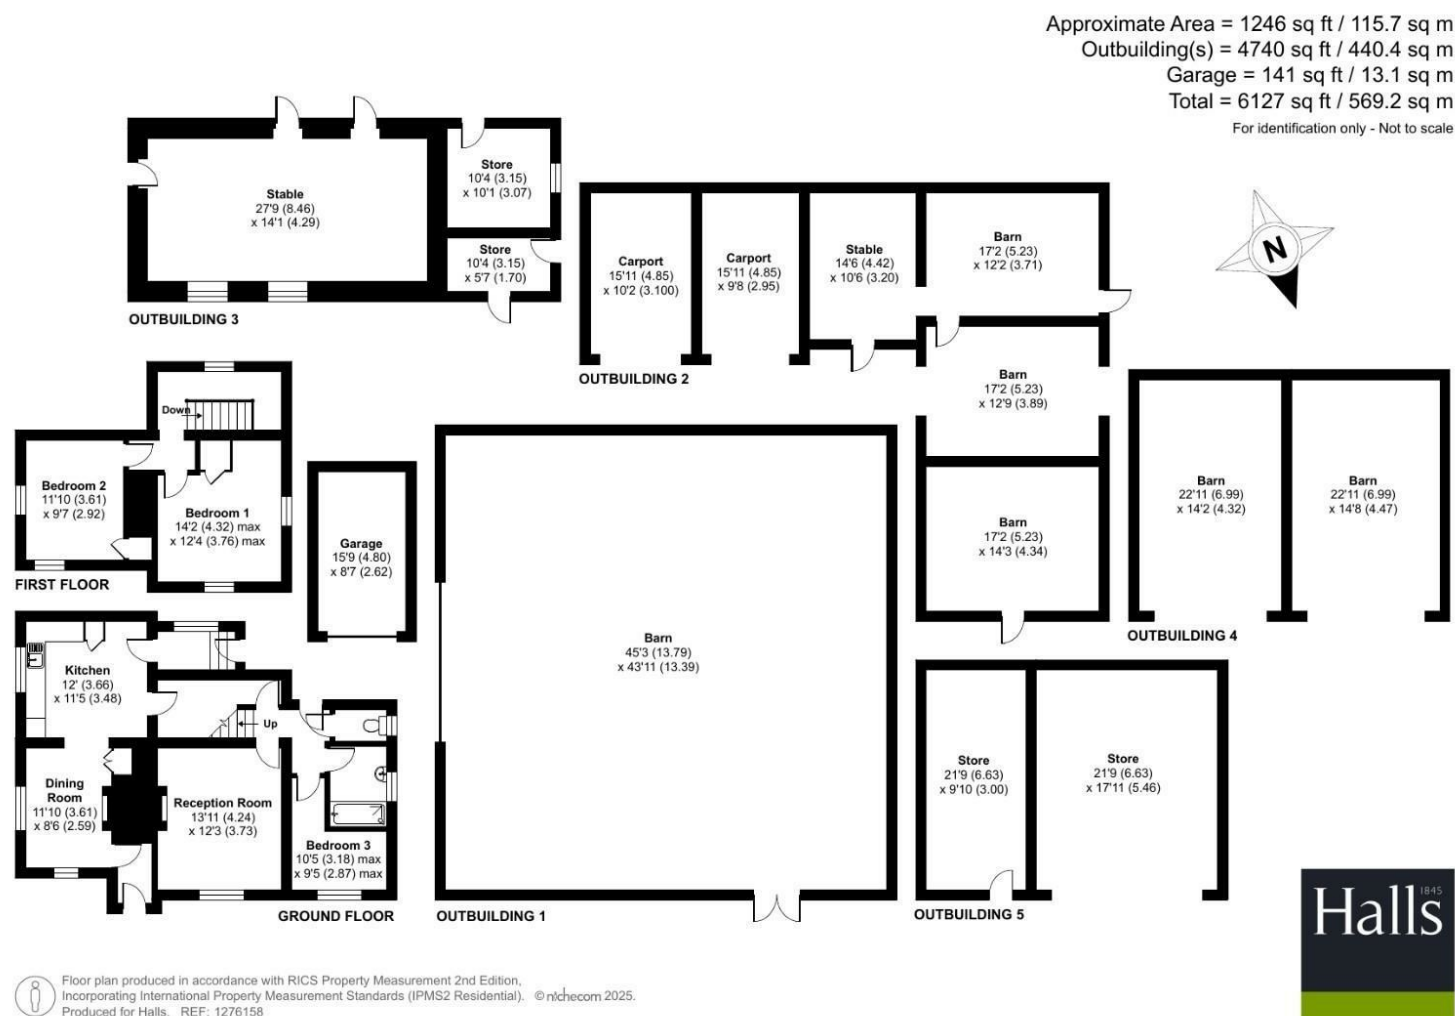 Approximate Area = 1246 sq ft / 115.7 sq m
Outbuilding(s) = 4740 sq ft / 440.4 sq m
Garage = 141 sq ft / 13.1 sq m
Total = 6127 sq ft / 569.2 sq m
For identification only - Not to scale
Stable
27'9 (8.46)
x 14'1 (4.29)
Store
10'4 (3.15)
x 10'1 (3.07)
Store
10'4 (3.15)
x 5'7 (1.70)
OUTBUILDING 3
Carport
15'11 (4.85)
x 10'2 (3.100)
Carport
15'11 (4.85)
x 9'8 (2.95)
Stable
14'6 (4.42)
x 10'6 (3.20)
Barn
17'2 (5.23)
x 12'2 (3.71)
N
OUTBUILDING 2
Barn
17'2 (5.23)
x 12'9 (3.89)
Barn
17'2 (5.23)
x 14'3 (4.34)
Down
Bedroom 2
11'10 (3.61)
x 9'7 (2.92)
Bedroom 1
14'2 (4.32) max
x 12'4 (3.76) max
FIRST FLOOR
Garage
15'9 (4.80)
x 8'7 (2.62)
Barn
22'11 (6.99)
x 14'2 (4.32)
Barn
22'11 (6.99)
x 14'8 (4.47)
OUTBUILDING 4
Kitchen
12' (3.66)
x 11'5 (3.48)
Up
Dining
Room
11'10 (3.61)
x 8'6 (2.59)
Reception Room
13'11 (4.24)
x 12'3 (3.73)
Bedroom 3
10'5 (3.18) max
x 9'5 (2.87) max
GROUND FLOOR
Barn
45'3 (13.79)
x 43'11 (13.39)
OUTBUILDING 1
Store
21'9 (6.63)
x 9'10 (3.00)
Store
21'9 (6.63)
x 17'11 (5.46)
OUTBUILDING 5
Halls
1845
Floor plan produced in accordance with RICS Property Measurement 2nd Edition,
Incorporating International Property Measurement Standards (IPMS2 Residential). © nichecom 2025.
Produced for Halls. REF: 1276158